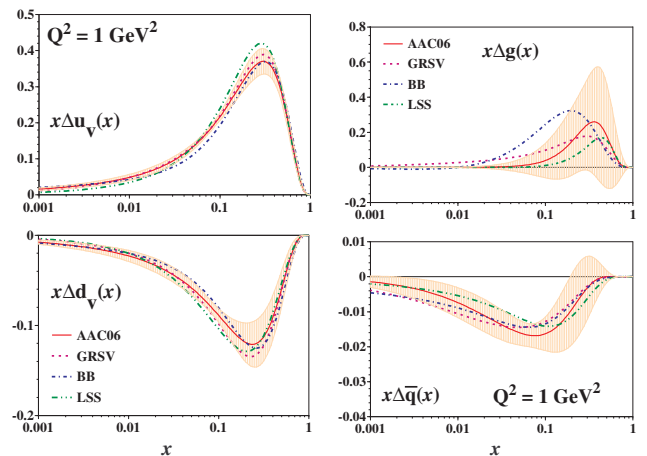 Q² = 1 GeV²
xΔu_v(x)
0.5
0.4
0.3
0.2
0.1
0
0.001 0.01 0.1 1
xΔg(x)
AAC06
GRSV
BB
LSS
0.8
0.6
0.4
0.2
0
-0.2
0.001 0.01 0.1 1
xΔd_v(x)
AAC06
GRSV
BB
LSS
0
-0.1
-0.2
0.001 0.01 0.1 1
x
0.01
0
-0.01
-0.02
-0.03
-0.04
xΔq̅(x) Q² = 1 GeV²
0.001 0.01 0.1 1
x